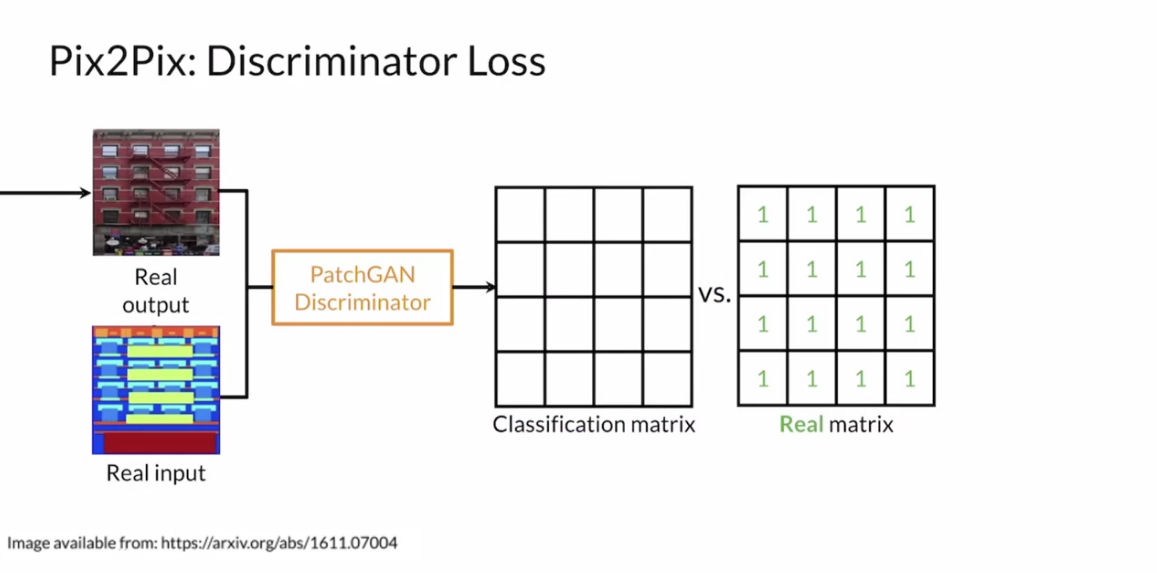 Pix2Pix: Discriminator Loss
Real
output
PatchGAN
Discriminator
vs.
1 1 1 1
1 1 1 1
1 1 1 1
1 1 1 1
Classification matrix
Real matrix
Real input
Image available from: https://arxiv.org/abs/1611.07004